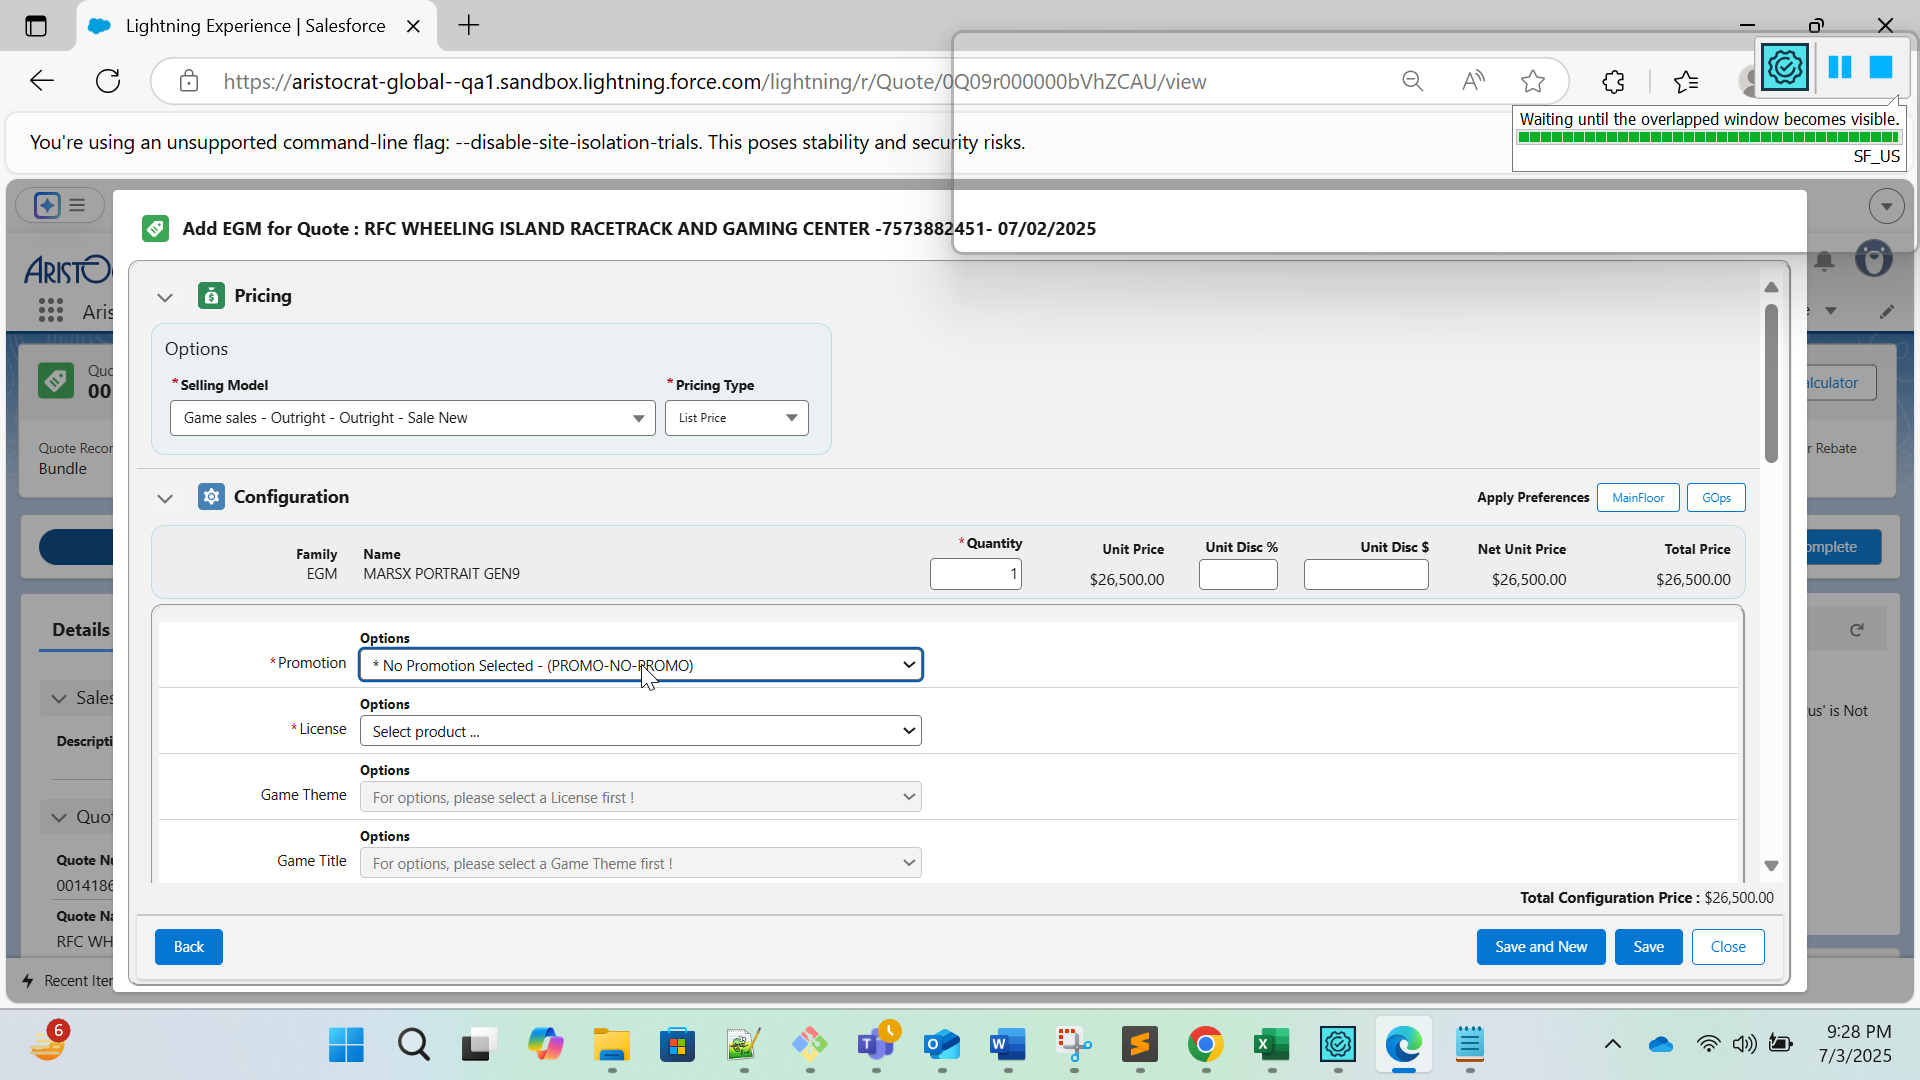 Lightning Experience | Salesforce
https://aristocrat-global--qa1.sandbox.lightning.force.com/lightning/r/Quote/0Q09r000000bVhZCAU/view
You're using an unsupported command-line flag: --disable-site-isolation-trials. This poses stability and security risks.
Waiting until the overlapped window becomes visible.
SF_US
Add EGM for Quote : RFC WHEELING ISLAND RACETRACK AND GAMING CENTER -7573882451- 07/02/2025
ARISTOC
Aris
Pricing
Options
*Selling Model
*Pricing Type
Game sales - Outright - Outright - Sale New
List Price
Quo
00
alculator
Quote Recor
Bundle
r Rebate
Configuration
Apply Preferences
MainFloor
GOps
Family
EGM
Name
MARSX PORTRAIT GEN9
*Quantity
1
Unit Price
$26,500.00
Unit Disc %
Unit Disc $
Net Unit Price
$26,500.00
Total Price
$26,500.00
omplete
Details
Options
*Promotion
* No Promotion Selected - (PROMO-NO-PROMO)
Options
*License
Select product ...
Options
Game Theme
For options, please select a License first !
Options
Game Title
For options, please select a Game Theme first !
Sales
Descripti
us' is Not
Quot
Quote Nu
0014186
Quote Na
RFC WH
Total Configuration Price : $26,500.00
Back
Save and New
Save
Close
Recent Iter
6
9:28 PM
7/3/2025